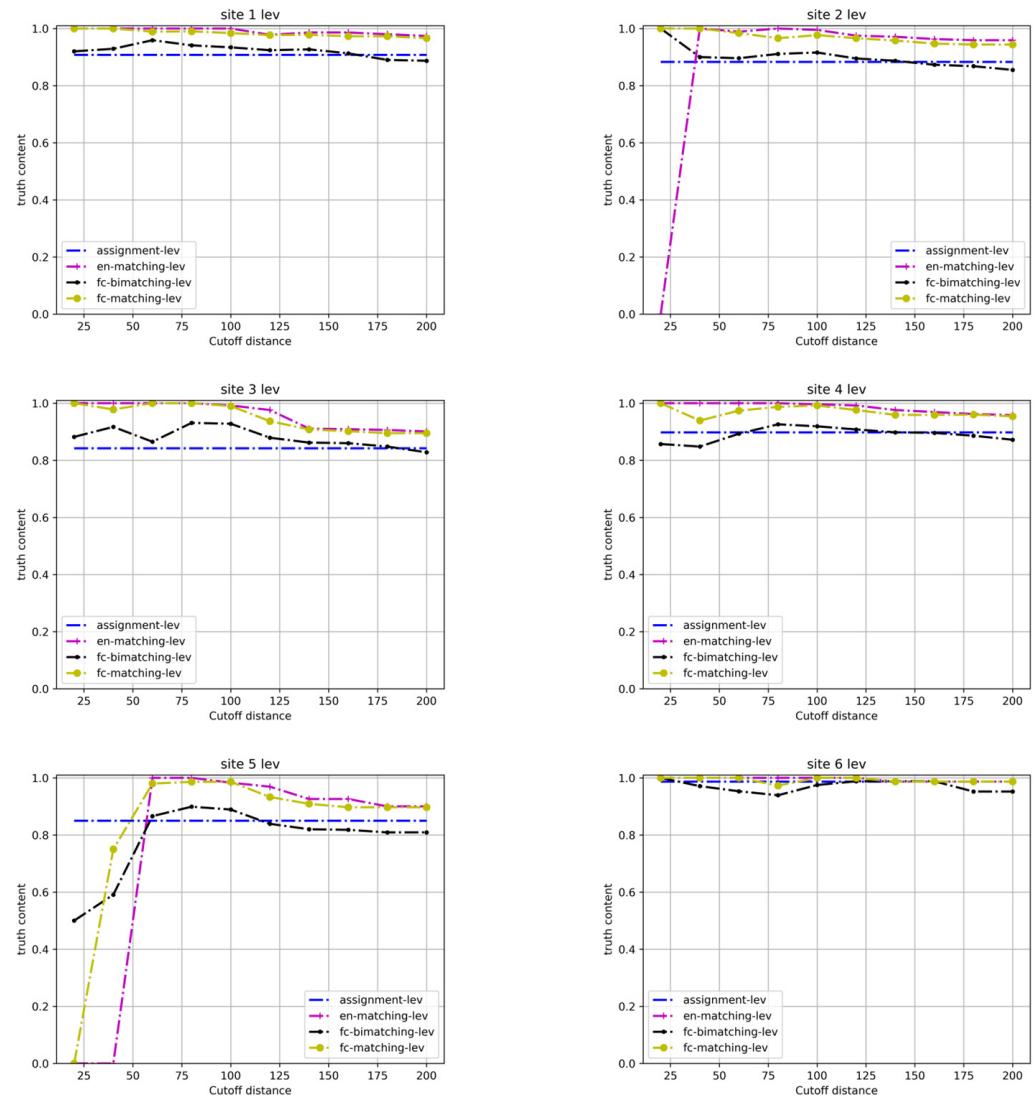 site 1 lev
truth content
1.0
0.8
0.6
0.4
0.2
0.0
assignment-lev
en-matching-lev
fc-bimatching-lev
fc-matching-lev
25 50 75 100 125 150 175 200
Cutoff distance
site 2 lev
truth content
1.0
0.8
0.6
0.4
0.2
0.0
assignment-lev
en-matching-lev
fc-bimatching-lev
fc-matching-lev
25 50 75 100 125 150 175 200
Cutoff distance
site 3 lev
truth content
1.0
0.8
0.6
0.4
0.2
0.0
assignment-lev
en-matching-lev
fc-bimatching-lev
fc-matching-lev
25 50 75 100 125 150 175 200
Cutoff distance
site 4 lev
truth content
1.0
0.8
0.6
0.4
0.2
0.0
assignment-lev
en-matching-lev
fc-bimatching-lev
fc-matching-lev
25 50 75 100 125 150 175 200
Cutoff distance
site 5 lev
truth content
1.0
0.8
0.6
0.4
0.2
0.0
assignment-lev
en-matching-lev
fc-bimatching-lev
fc-matching-lev
25 50 75 100 125 150 175 200
Cutoff distance
site 6 lev
truth content
1.0
0.8
0.6
0.4
0.2
0.0
assignment-lev
en-matching-lev
fc-bimatching-lev
fc-matching-lev
25 50 75 100 125 150 175 200
Cutoff distance